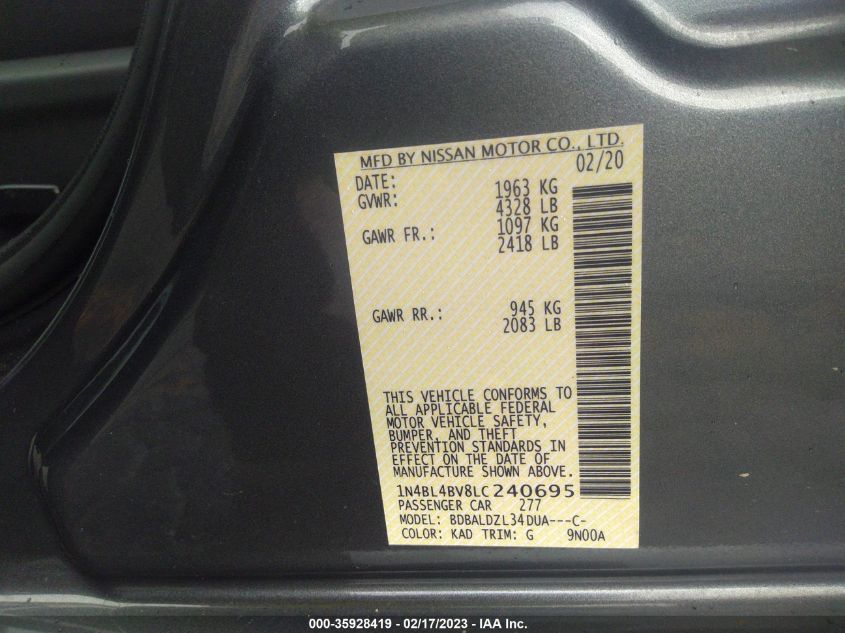 MFD BY NISSAN MOTOR CO., LTD.
DATE: 02/20
GVWR: 1963 KG
4328 LB
GAWR FR.: 1097 KG
2418 LB
GAWR RR.: 945 KG
2083 LB
THIS VEHICLE CONFORMS TO
ALL APPLICABLE FEDERAL
MOTOR VEHICLE SAFETY,
BUMPER, AND THEFT
PREVENTION STANDARDS IN
EFFECT ON THE DATE OF
MANUFACTURE SHOWN ABOVE.
1N4BL4BV8LC240695
PASSENGER CAR 277
MODEL: BDBALDZL34DUA---C-
COLOR: KAD TRIM: G 9N00A
000-35928419 - 02/17/2023 - IAA Inc.